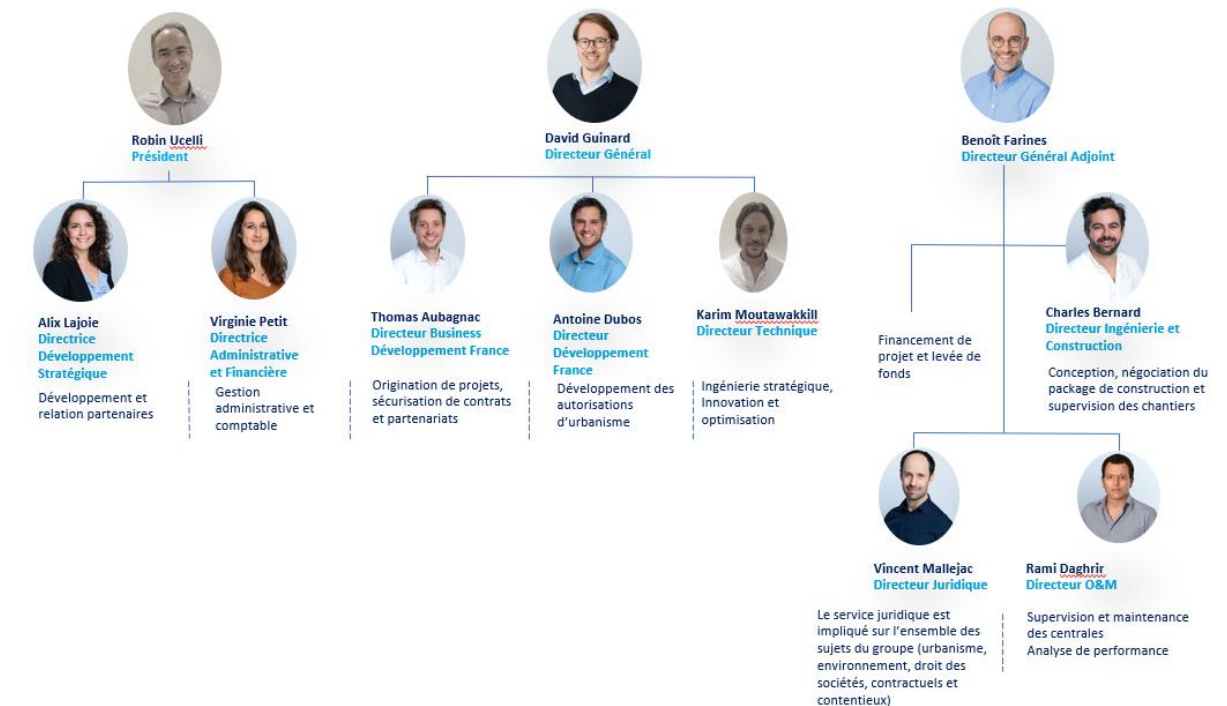 Robin Ucelli
Président
David Guinard
Directeur Général
Benoît Farines
Directeur Général Adjoint
Alix Lajoie
Directrice
Développement
Stratégique
Développement et
relation partenaires
Virginie Petit
Directrice
Administrative
et Financière
Gestion
administrative et
comptable
Thomas Aubagnac
Directeur Business
Développement France
Origination de projets,
sécurisation de contrats
et partenariats
Antoine Dubos
Directeur
Développement
France
Développement des
autorisations
d'urbanisme
Karim Moutawakkill
Directeur Technique
Ingénierie stratégique,
Innovation et
optimisation
Financement de
projet et levée de
fonds
Charles Bernard
Directeur Ingénierie et
Construction
Conception, négociation du
package de construction et
supervision des chantiers
Vincent Mallejac
Directeur Juridique
Le service juridique est
impliqué sur l'ensemble des
sujets du groupe (urbanisme,
environnement, droit des
sociétés, contractuels et
contentieux)
Rami Daghrir
Directeur O&M
Supervision et maintenance
des centrales
Analyse de performance